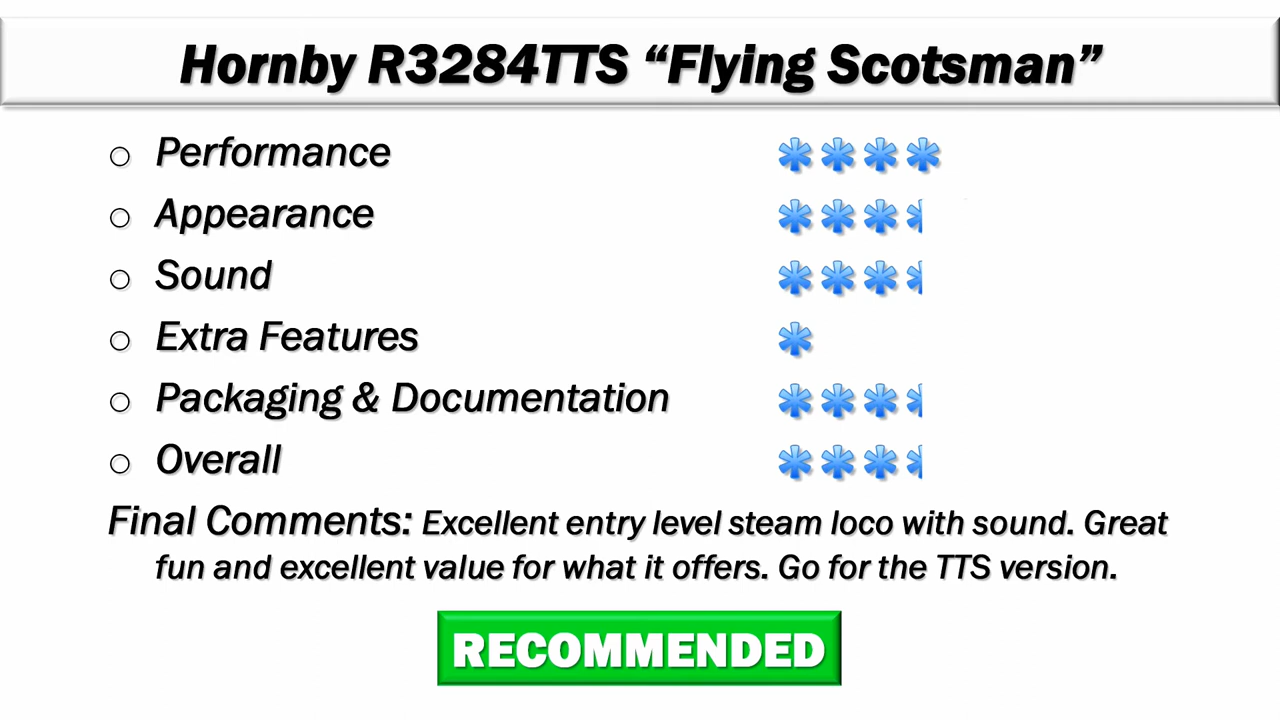 Hornby R3284TTS “Flying Scotsman”
Performance
Appearance
Sound
Extra Features
Packaging & Documentation
Overall
Final Comments: Excellent entry level steam loco with sound. Great
fun and excellent value for what it offers. Go for the TTS version.
RECOMMENDED